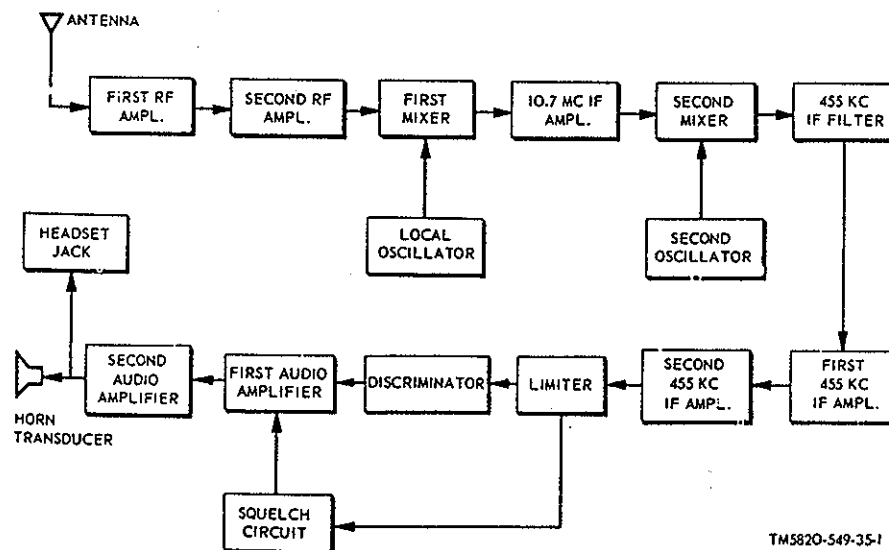 ANTENNA
FIRST RF
AMPL.
SECOND RF
AMPL.
FIRST
MIXER
10.7 MC IF
AMPL.
SECOND
MIXER
455 KC
IF FILTER
HEADSET
JACK
LOCAL
OSCILLATOR
SECOND
OSCILLATOR
HORN
TRANSDUCER
SECOND
AUDIO
AMPLIFIER
FIRST AUDIO
AMPLIFIER
DISCRIMINATOR
LIMITER
SECOND
455 KC
IF AMPL.
FIRST
455 KC
IF AMPL.
SQUELCH
CIRCUIT
TM5820-549-35-1